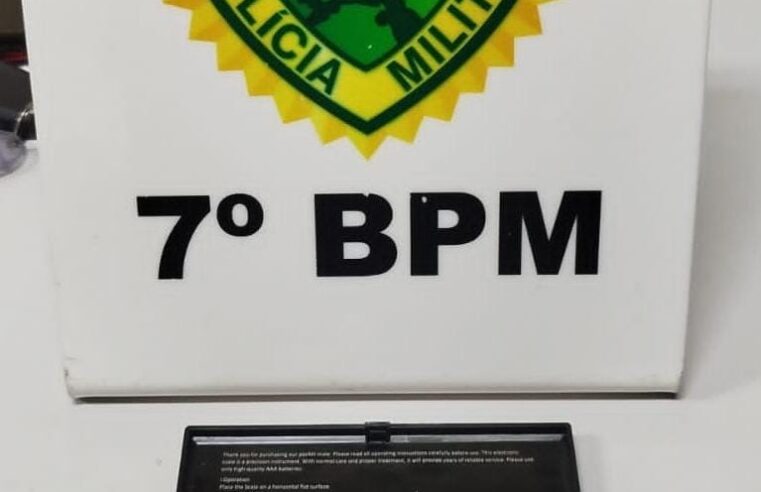 POLÍCIA MILITAR
7º BPM
Thank you for purchasing our pocket scale. Please read all operating instructions carefully before use. This electronic
scale is a precision instrument. With normal care and proper treatment, it will provide years of reliable service. Please use
only high quality AAA batteries.
Operation
Place the Scale on a horizontal flat surface